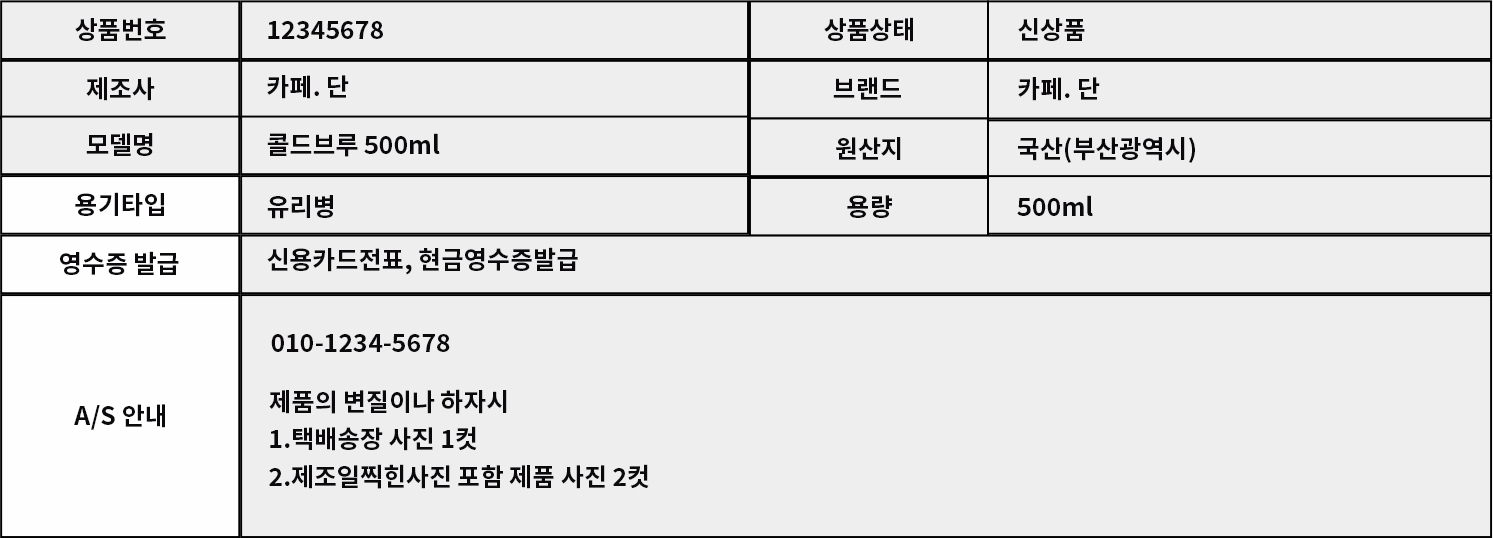 상품번호 12345678 상품상태 신상품
제조사 카페. 단 브랜드 카페. 단
모델명 콜드브루 500ml 원산지 국산(부산광역시)
용기타입 유리병 용량 500ml
영수증 발급 신용카드전표, 현금영수증발급
A/S 안내
010-1234-5678
제품의 변질이나 하자시
1.택배송장 사진 1컷
2.제조일찍힌사진 포함 제품 사진 2컷